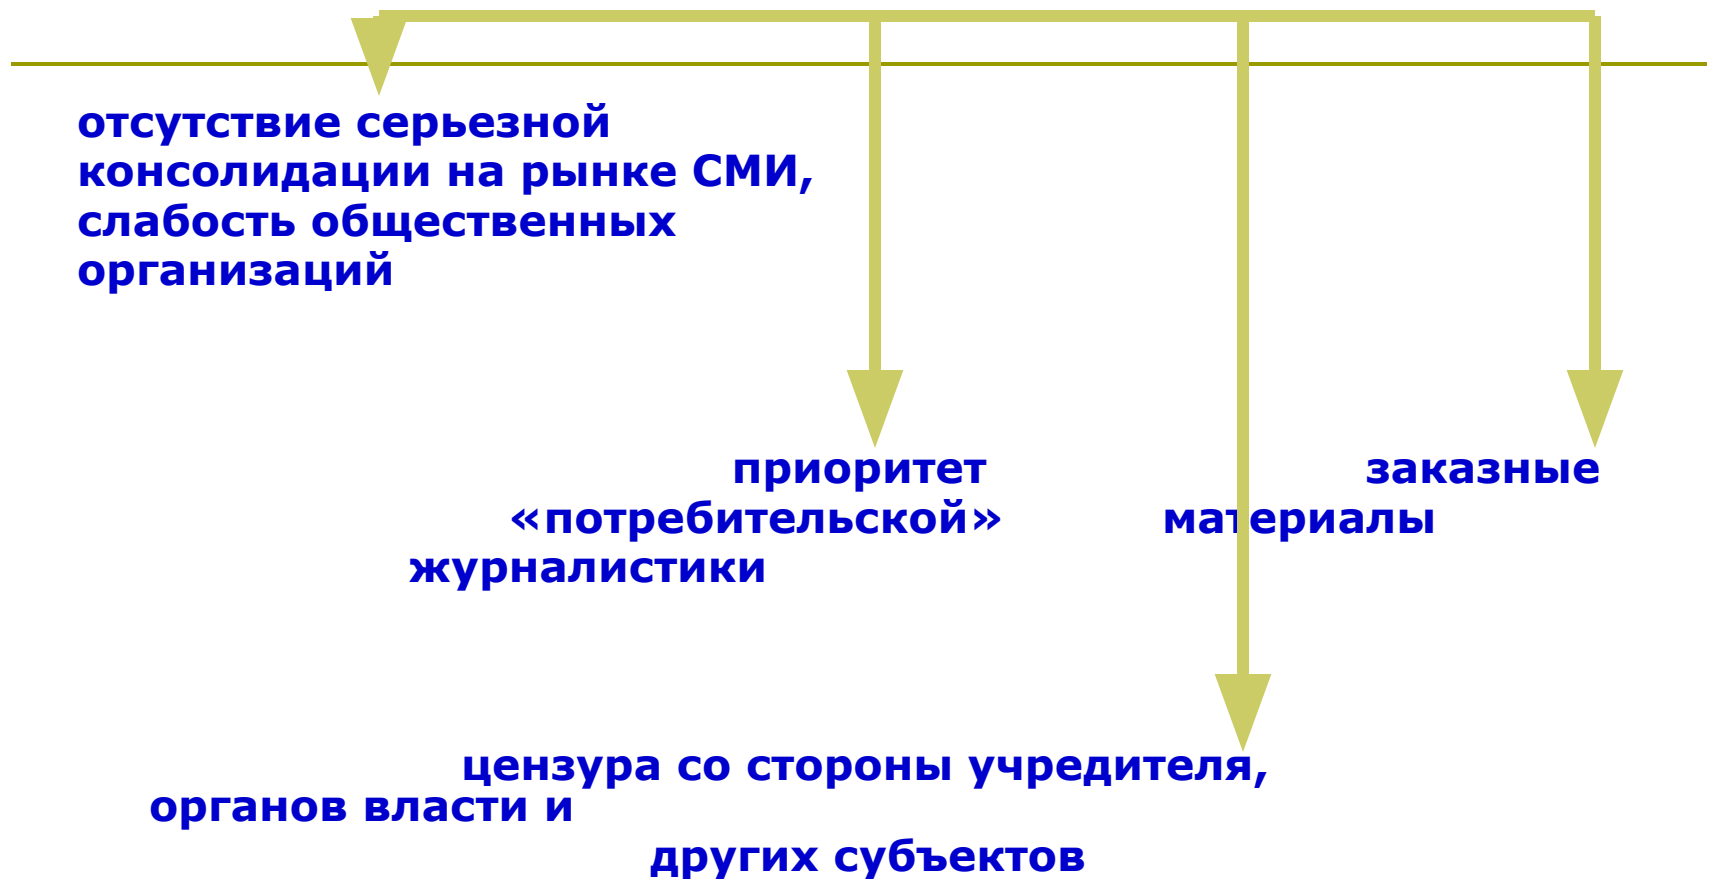 отсутствие серьезной
консолидации на рынке СМИ,
слабость общественных
организаций
приоритет заказные
«потребительской» материалы
журналистики
цензура со стороны учредителя,
органов власти и
других субъектов